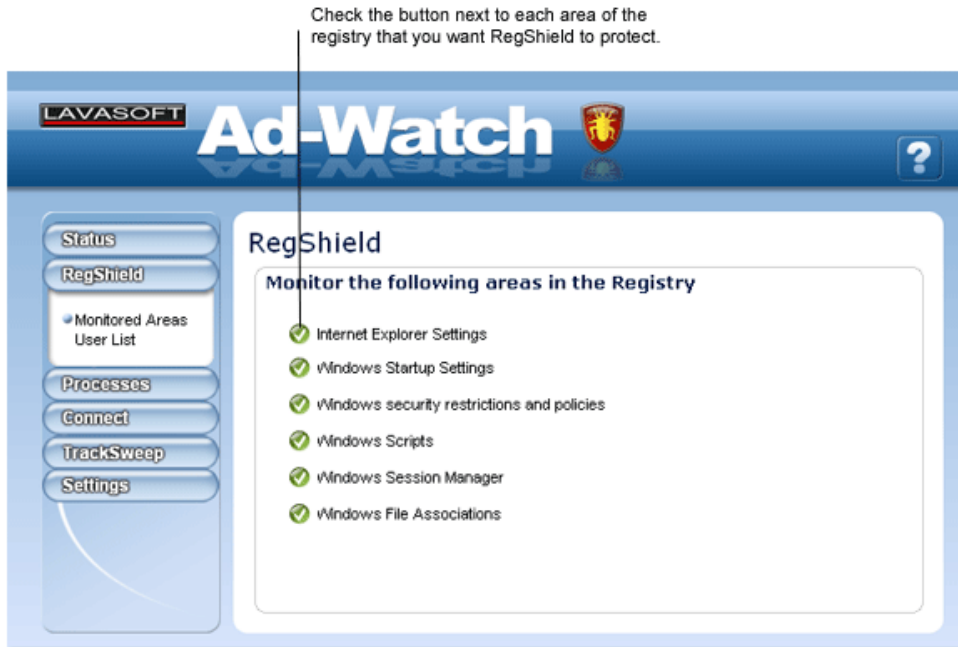 Check the button next to each area of the
registry that you want RegShield to protect.
LAVASOFT
Ad-Watch
?
Status
RegShield
Monitored Areas
User List
Processes
Connect
TrackSweep
Settings
RegShield
Monitor the following areas in the Registry
Internet Explorer Settings
Windows Startup Settings
Windows security restrictions and policies
Windows Scripts
Windows Session Manager
Windows File Associations